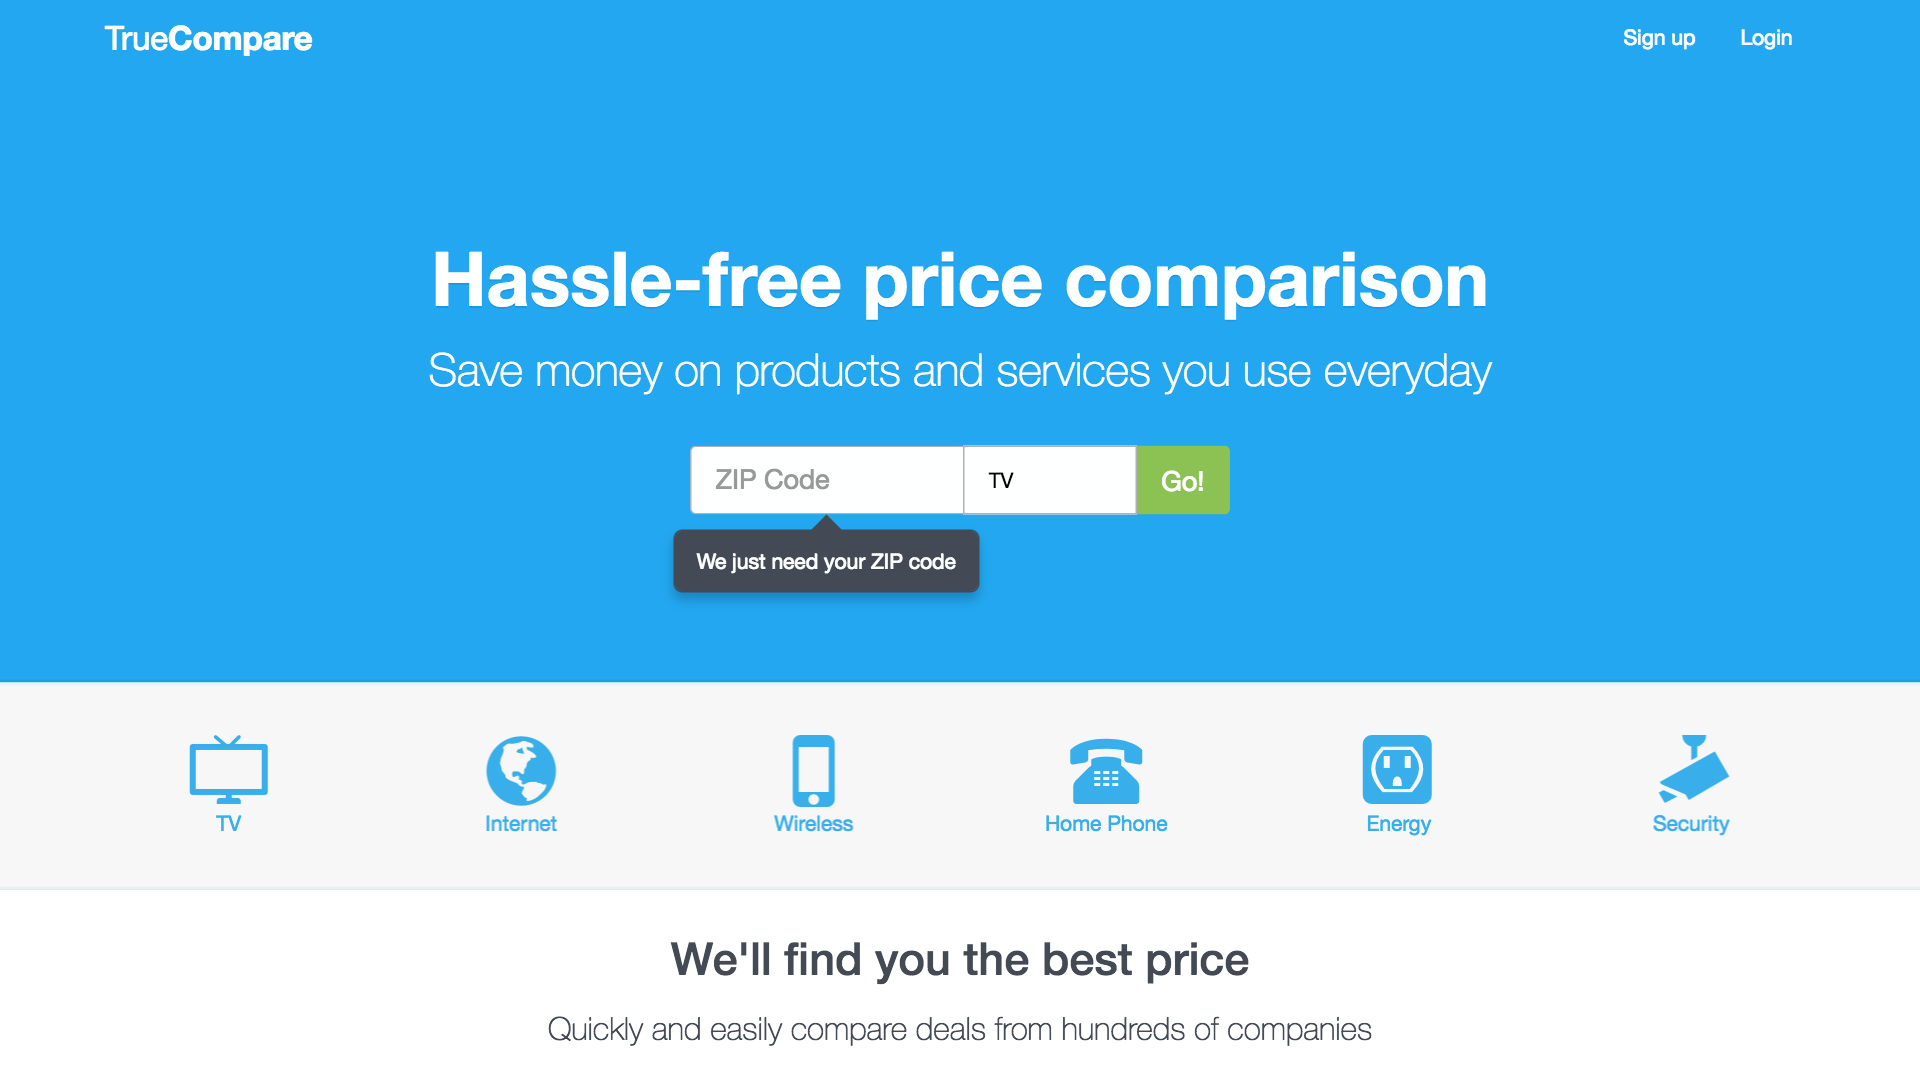 TrueCompare
Sign up
Login
Hassle-free price comparison
Save money on products and services you use everyday
ZIP Code
TV
Go!
We just need your ZIP code
TV
Internet
Wireless
Home Phone
Energy
Security
We'll find you the best price
Quickly and easily compare deals from hundreds of companies